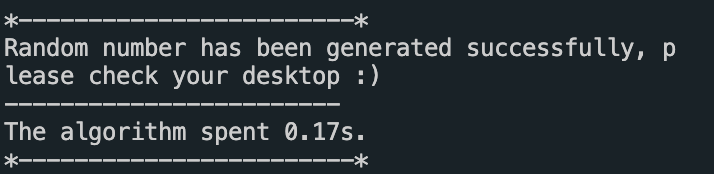 *------------------------*
Random number has been generated successfully, p
lease check your desktop :)
------------------------
The algorithm spent 0.17s.
*------------------------*